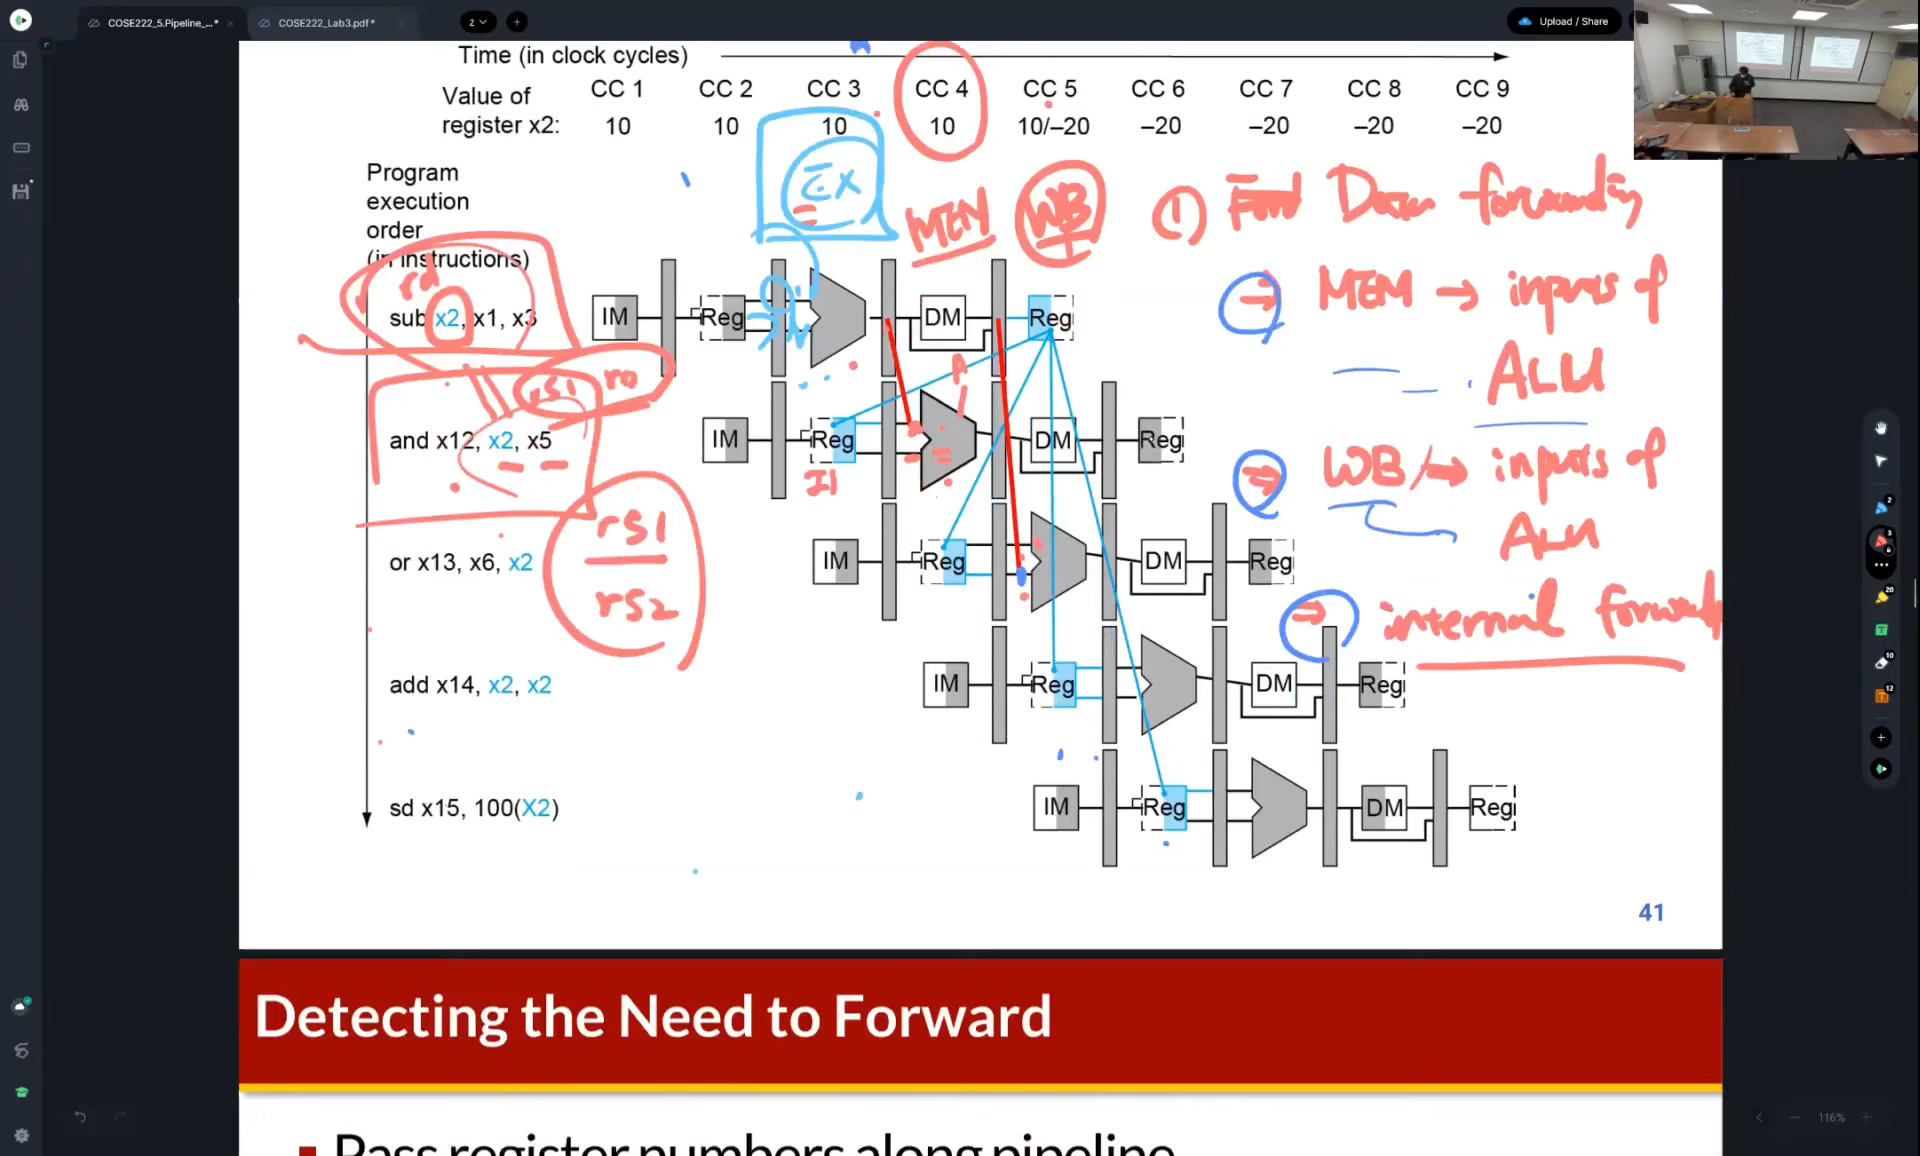 COSE222_5.Pipeline_...*
COSE222_Lab3.pdf*
2
Upload / Share
Time (in clock cycles)
CC 1 CC 2 CC 3 CC 4 CC 5 CC 6 CC 7 CC 8 CC 9
Value of
register x2: 10 10 10 10 10/–20 –20 –20 –20 –20
Program
execution
order
(in instructions)
EX
MEM
WB
① Data forwarding
⇒ MEM → inputs of
ALU
⇒ WB → inputs of
ALU
⇒ internal forward
rd
sub x2, x1, x3
IM Reg DM Reg
rs1
and x12, x2, x5
IM Reg DM Reg
rs1
rs2
or x13, x6, x2
IM Reg DM Reg
add x14, x2, x2
IM Reg DM Reg
sd x15, 100(X2)
IM Reg DM Reg
41
Detecting the Need to Forward
Pass register numbers along pipeline
116%